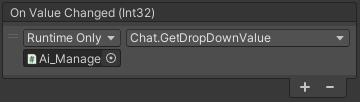 On Value Changed (Int32)
Runtime Only Chat.GetDropDownValue
Ai_Manage